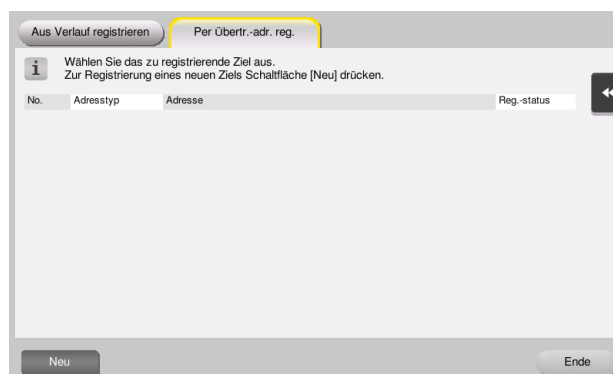 Aus Verlauf registrieren
Per Übertr.-adr. reg.
Wählen Sie das zu registrierende Ziel aus.
Zur Registrierung eines neuen Ziels Schaltfläche [Neu] drücken.
No. Adresstyp Adresse Reg.-status
Neu
Ende